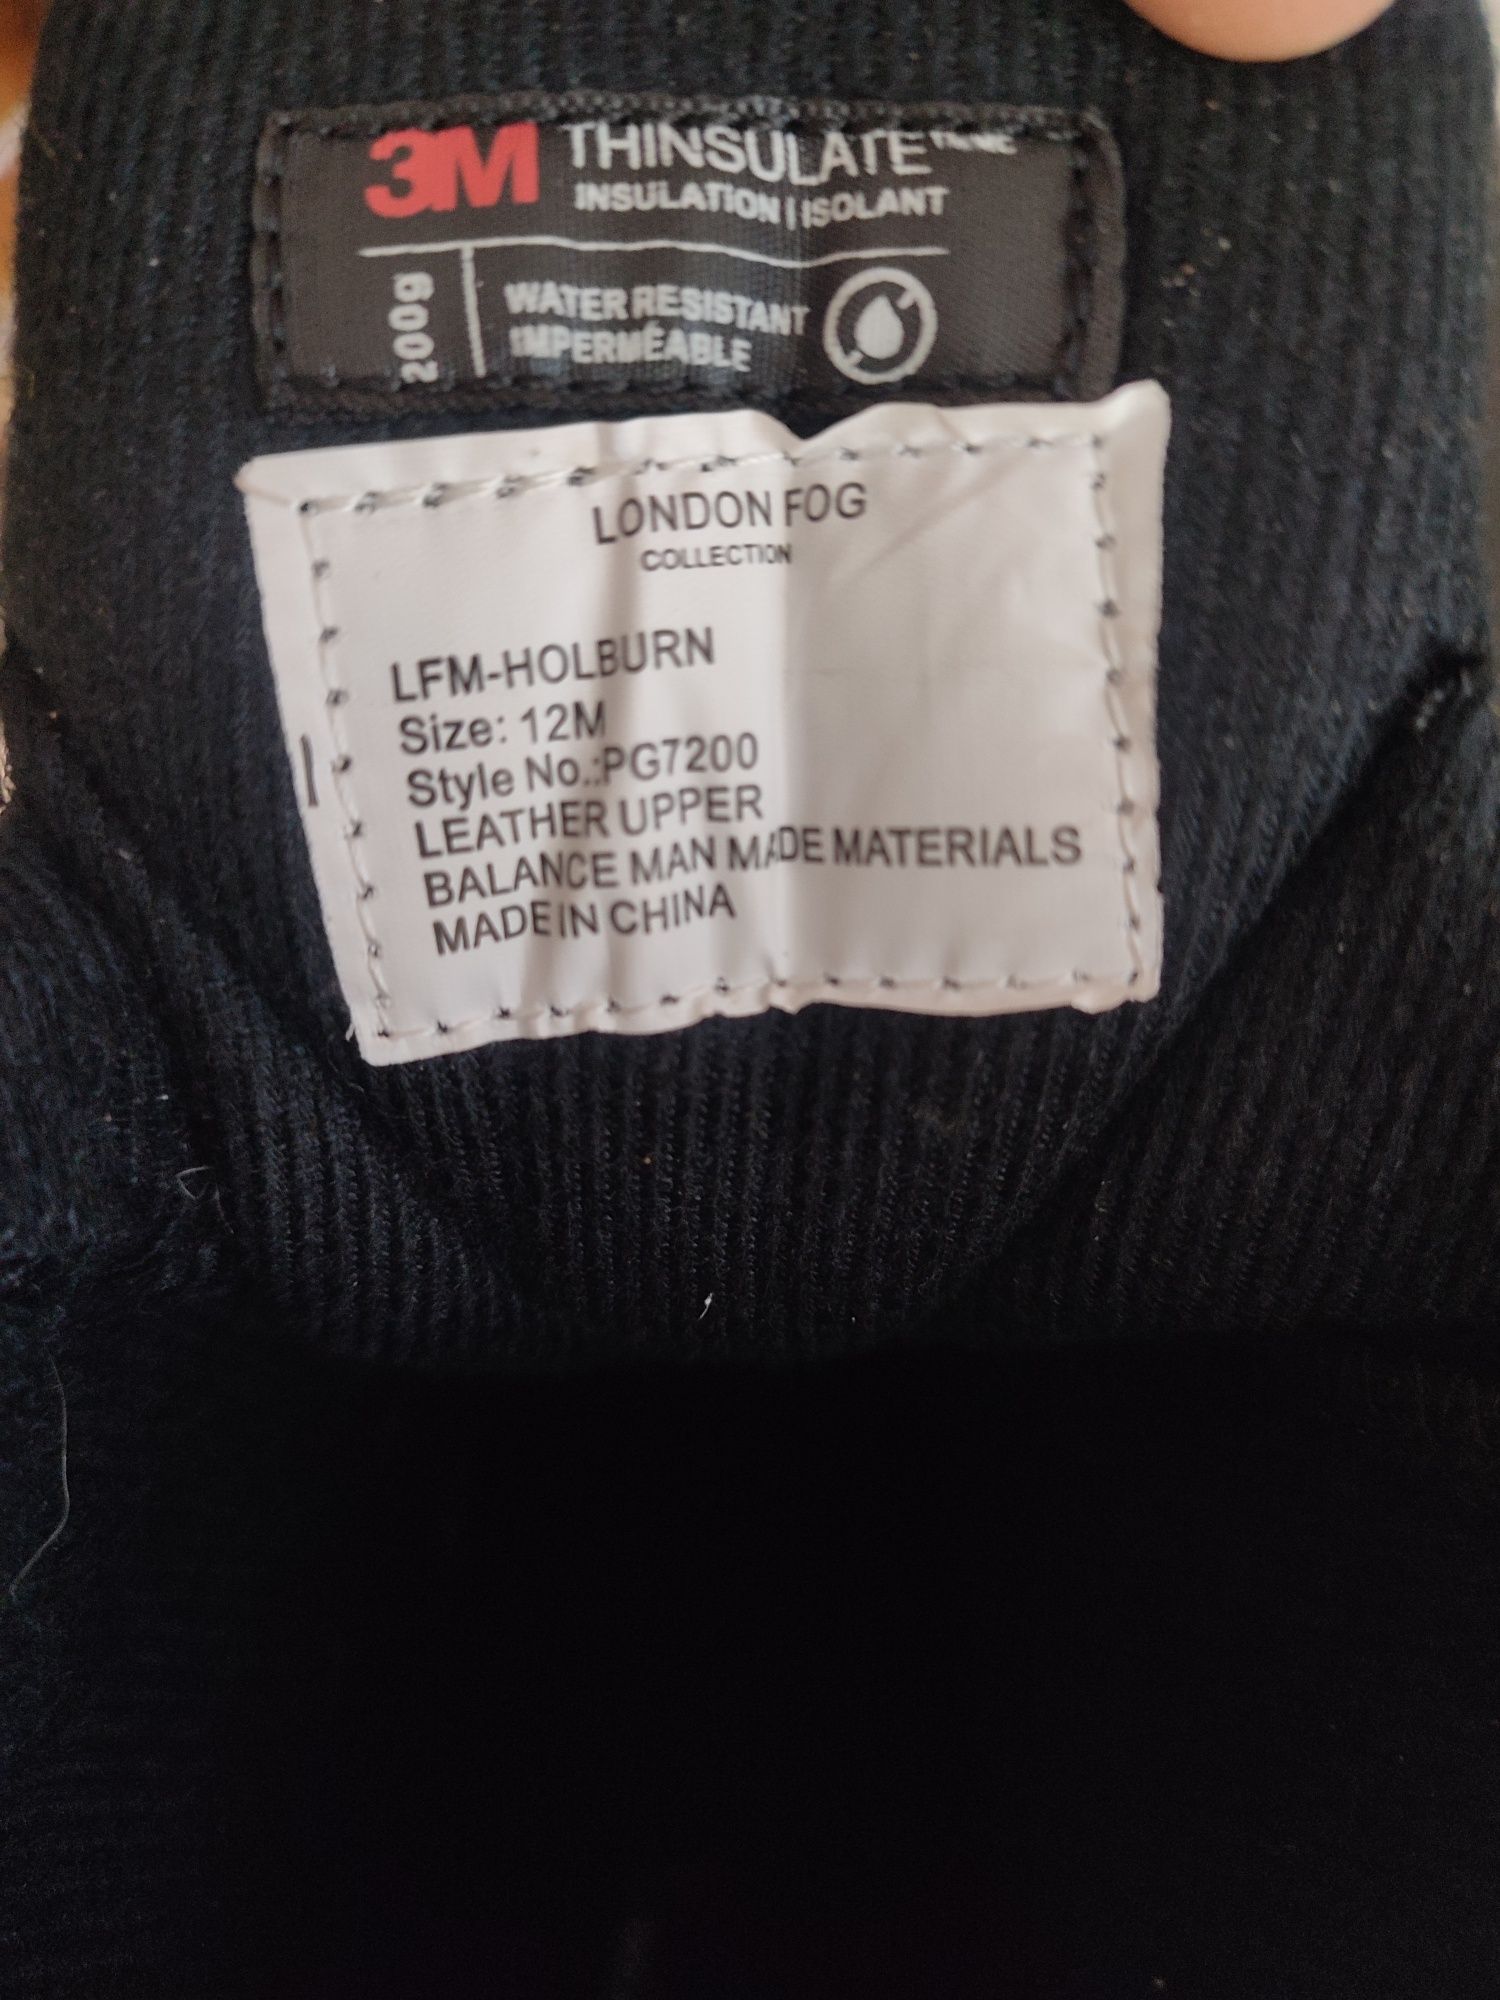 3M THINSULATE™
INSULATION | ISOLANT
200g
WATER RESISTANT
IMPERMÉABLE
LONDON FOG
COLLECTION
LFM-HOLBURN
Size: 12M
Style No.:PG7200
LEATHER UPPER
BALANCE MAN MADE MATERIALS
MADE IN CHINA